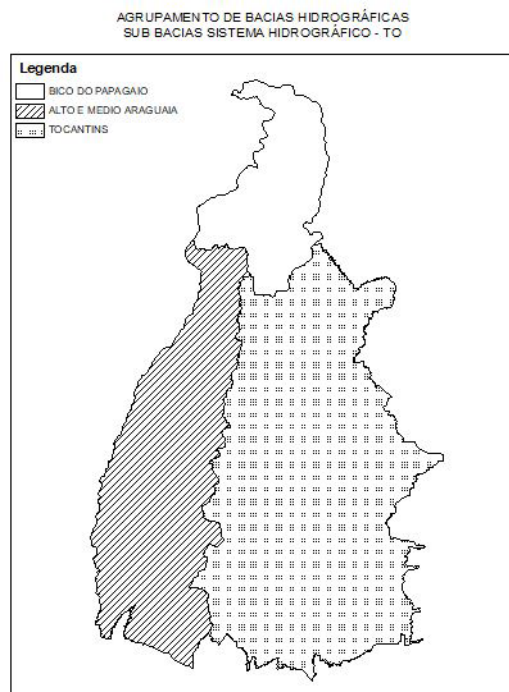 AGRUPAMENTO DE BACIAS HIDROGRÁFICAS
SUB BACIAS SISTEMA HIDROGRÁFICO - TO
Legenda
BICO DO PAPAGAIO
ALTO E MEDIO ARAGUAIA
TOCANTINS